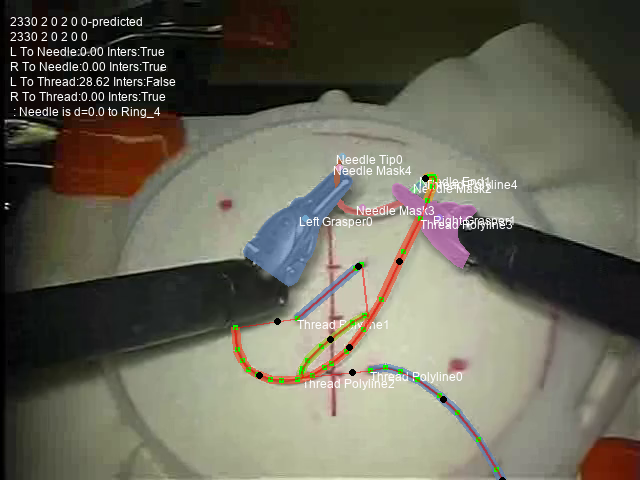 2330 2 0 2 0 0-predicted
2330 2 0 2 0 0
L To Needle:0.00 Inters:True
R To Needle:0.00 Inters:True
L To Thread:28.62 Inters:False
R To Thread:0.00 Inters:True
: Needle is d=0.0 to Ring_4
Needle Tip0
Needle Mask4
Needle End1
Needle Mask2
Needle Mask3
Left Grasper0
Right Grasper1
Thread Polyline3
Thread Polyline1
Thread Polyline0
Thread Polyline2